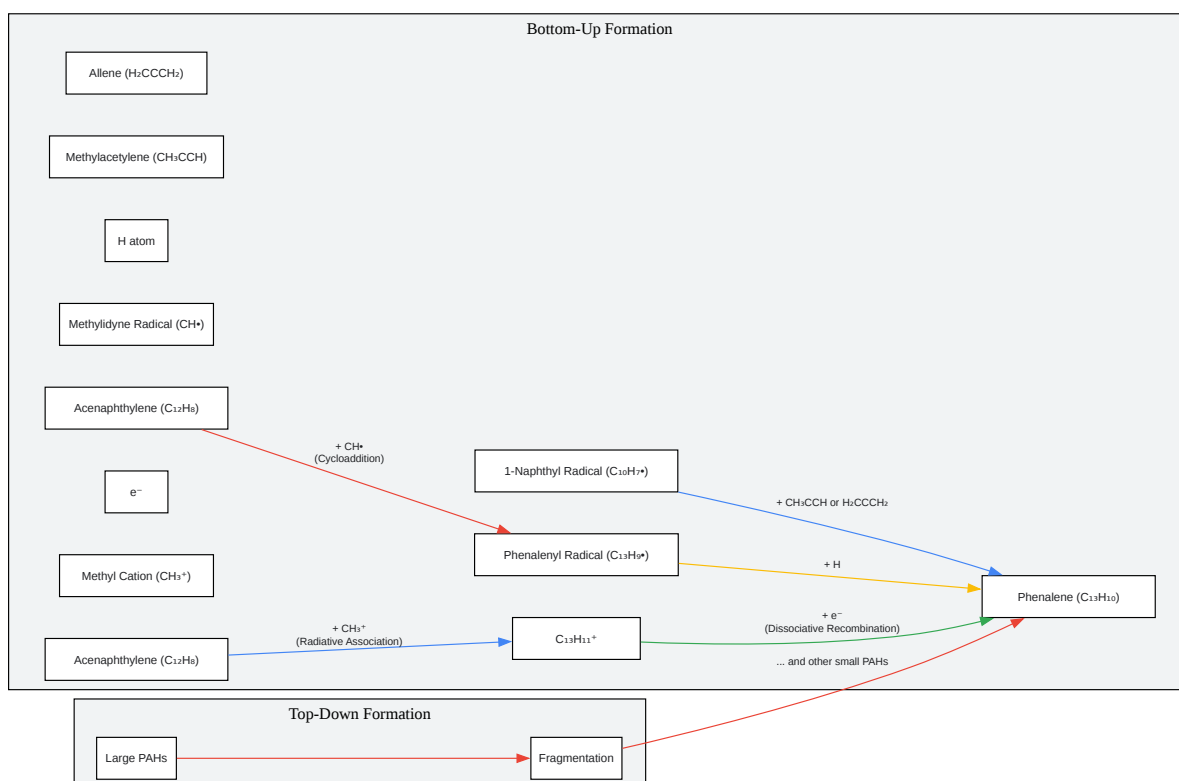 Bottom-Up Formation
Allene (H₂CCCH₂)
Methylacetylene (CH₃CCH)
H atom
Methylidyne Radical (CH•)
Acenaphthylene (C₁₂H₈)
+ CH•
(Cycloaddition)
1-Naphthyl Radical (C₁₀H₇•)
e⁻
+ CH₃CCH or H₂CCCH₂
Phenalenyl Radical (C₁₃H₉•)
+ H
Methyl Cation (CH₃⁺)
Phenalene (C₁₃H₁₀)
+ CH₃⁺
(Radiative Association)
+ e⁻
(Dissociative Recombination)
C₁₃H₁₁⁺
Acenaphthylene (C₁₂H₈)
... and other small PAHs
Top-Down Formation
Large PAHs
Fragmentation